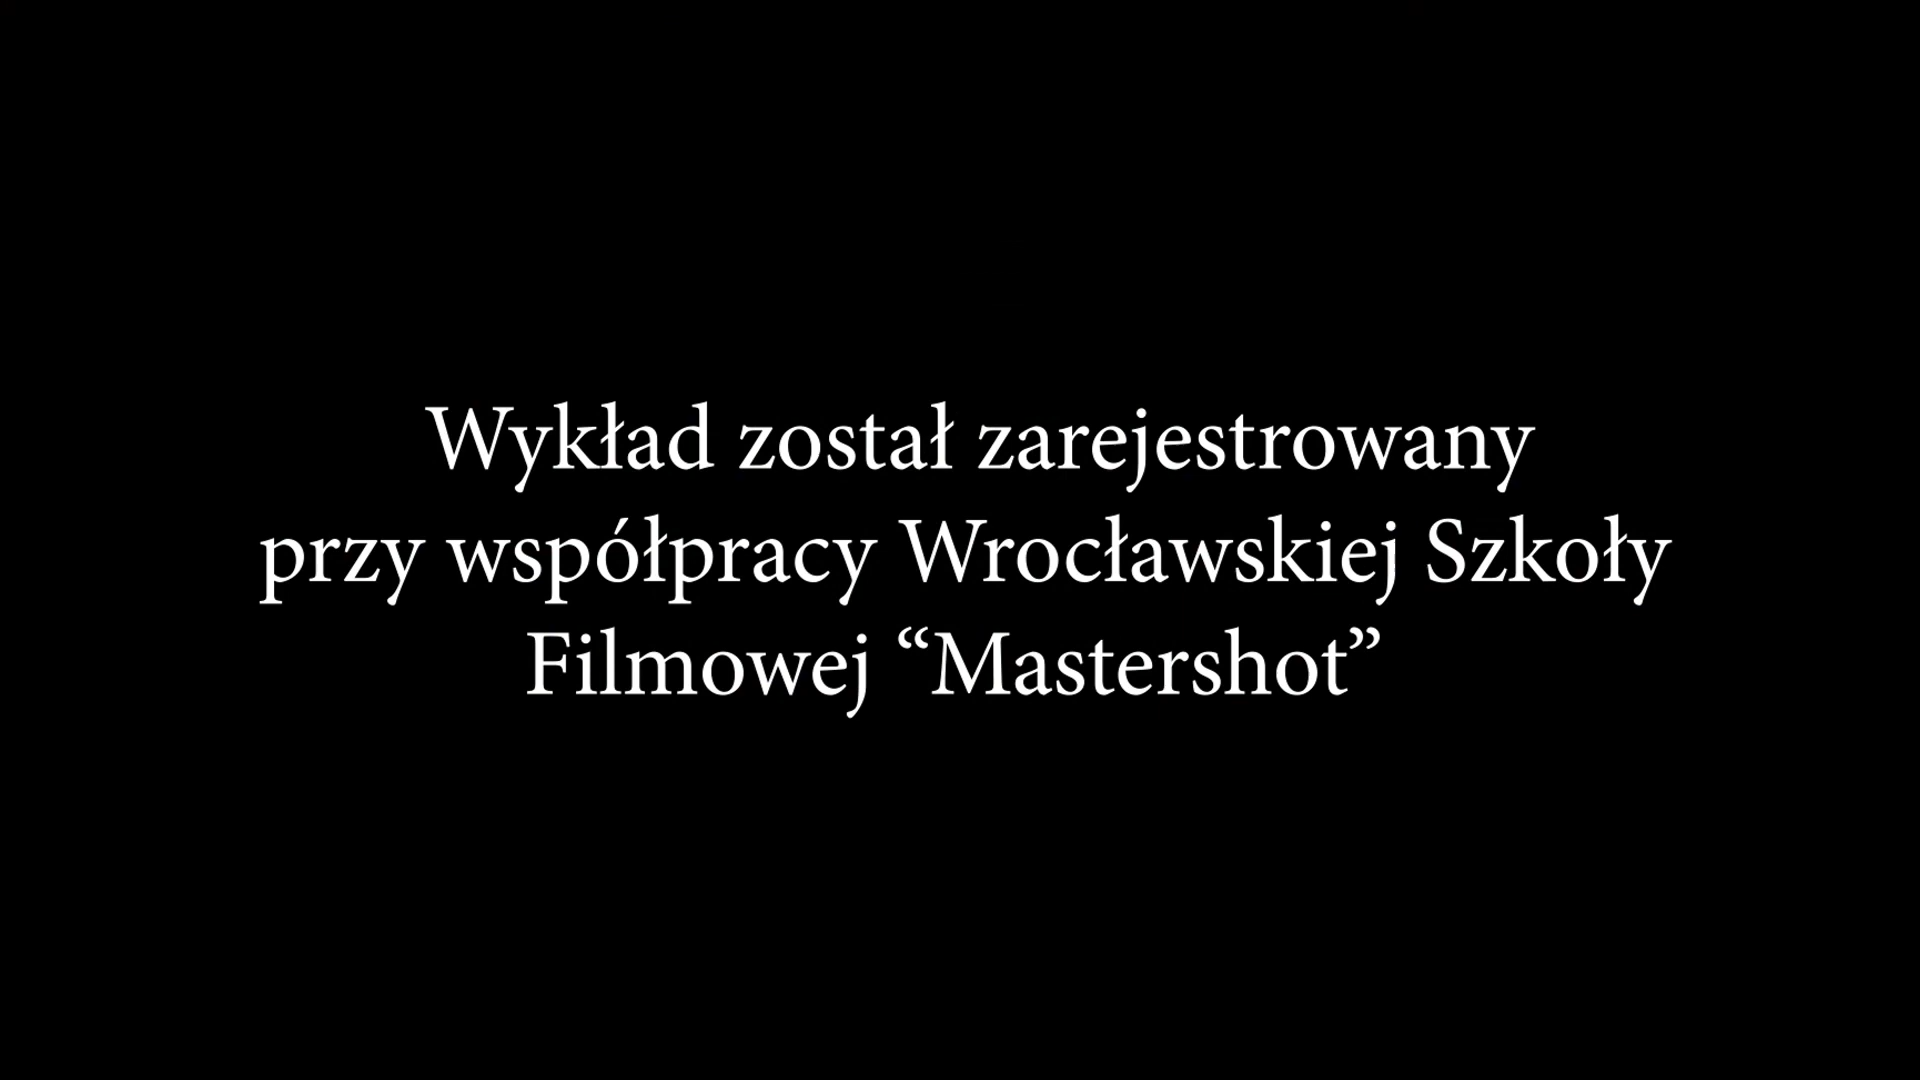 Wykład został zarejestrowany
przy współpracy Wrocławskiej Szkoły
Filmowej “Mastershot”